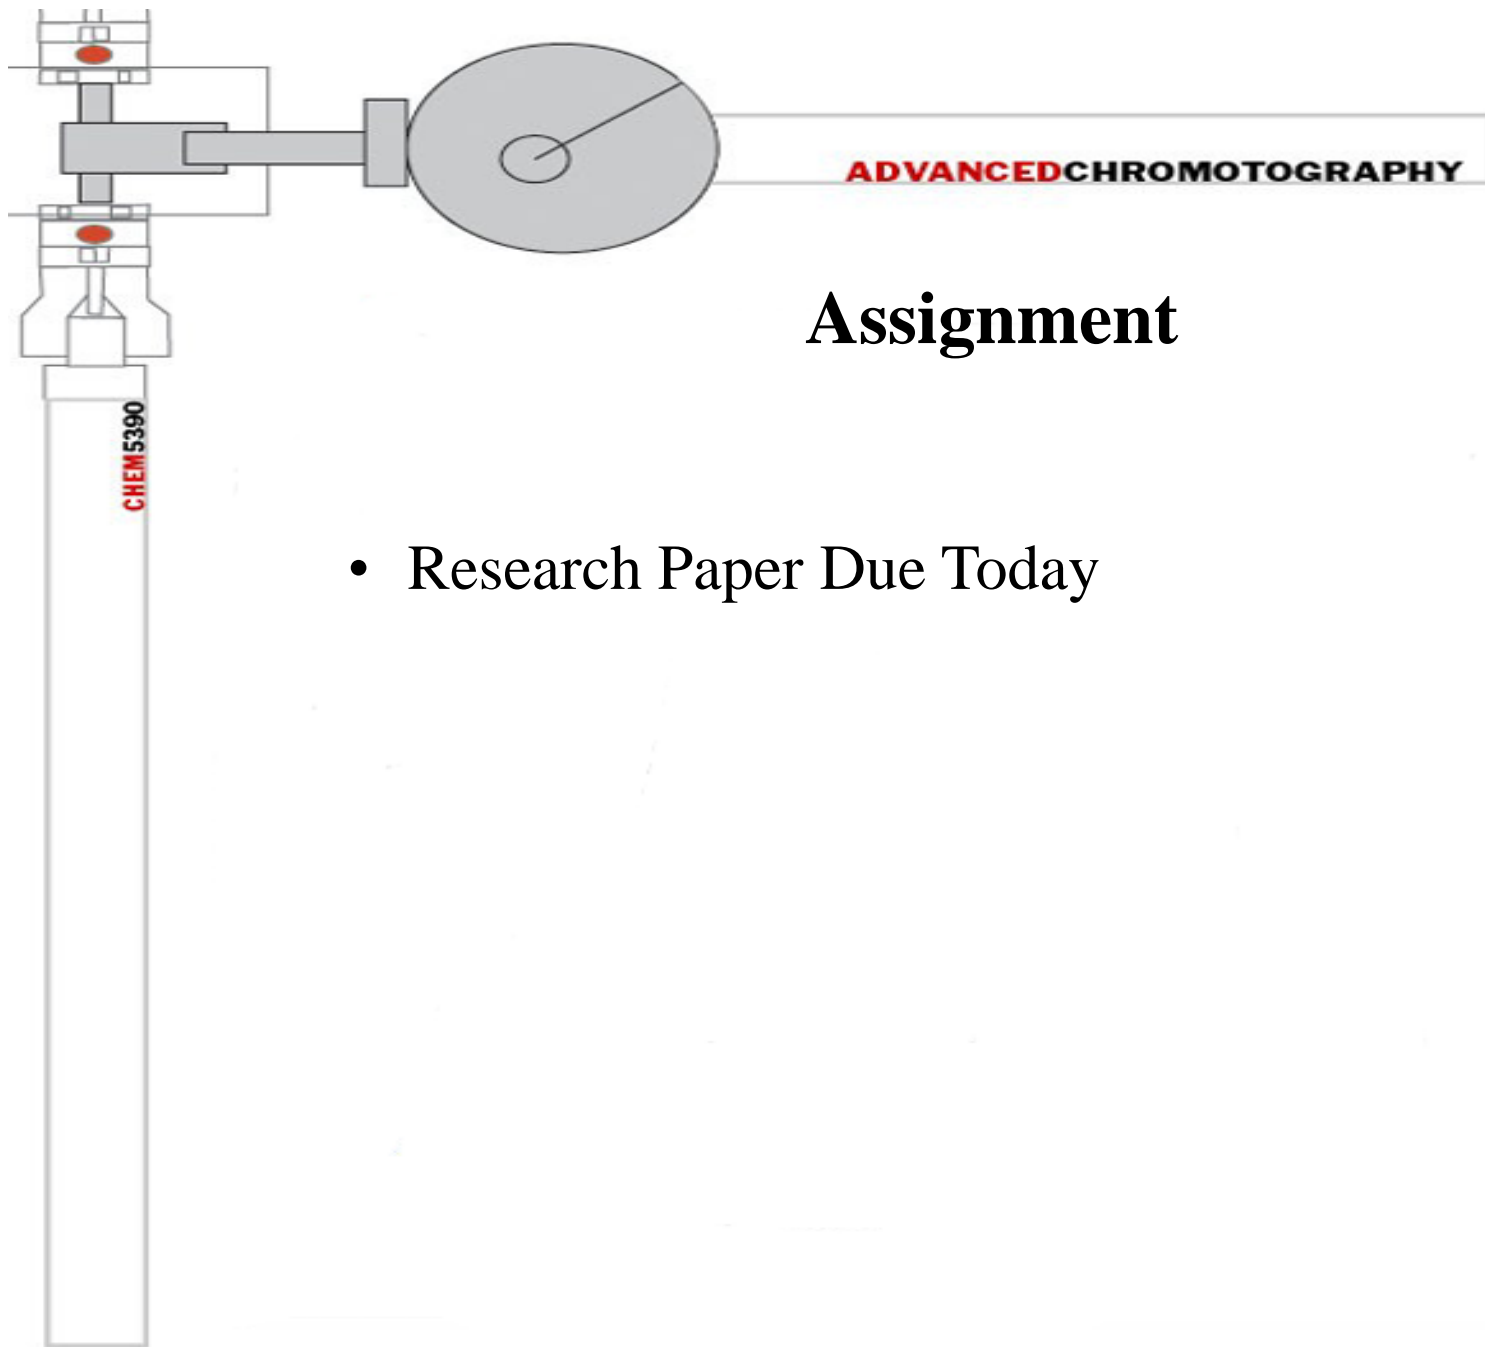 ADVANCEDCHROMOTOGRAPHY
Assignment
CHEM5390
• Research Paper Due Today